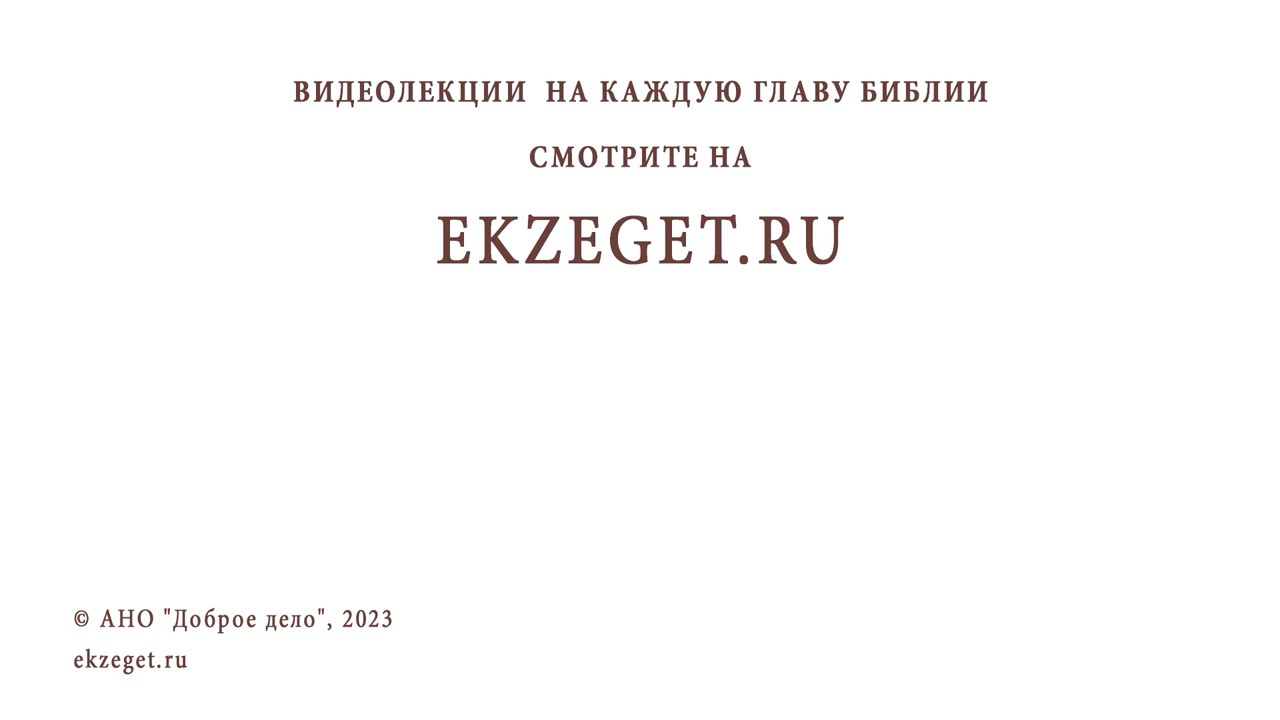 ВИДЕОЛЕКЦИИ НА КАЖДУЮ ГЛАВУ БИБЛИИ
СМОТРИТЕ НА
EKZEGET.RU
© АНО "Доброе дело", 2023
ekzeget.ru